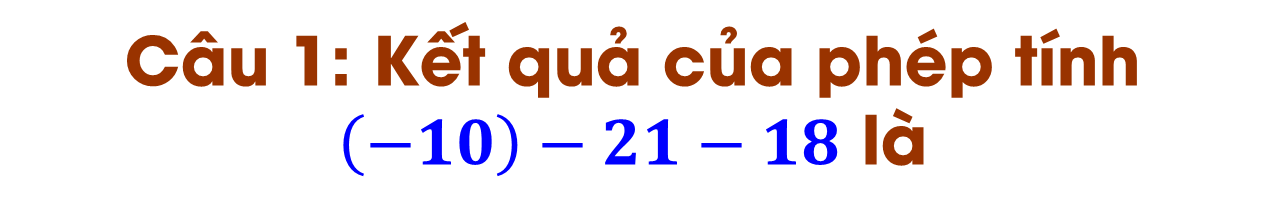 Câu 1: Kết quả của phép tính
(−10) − 21 − 18 là